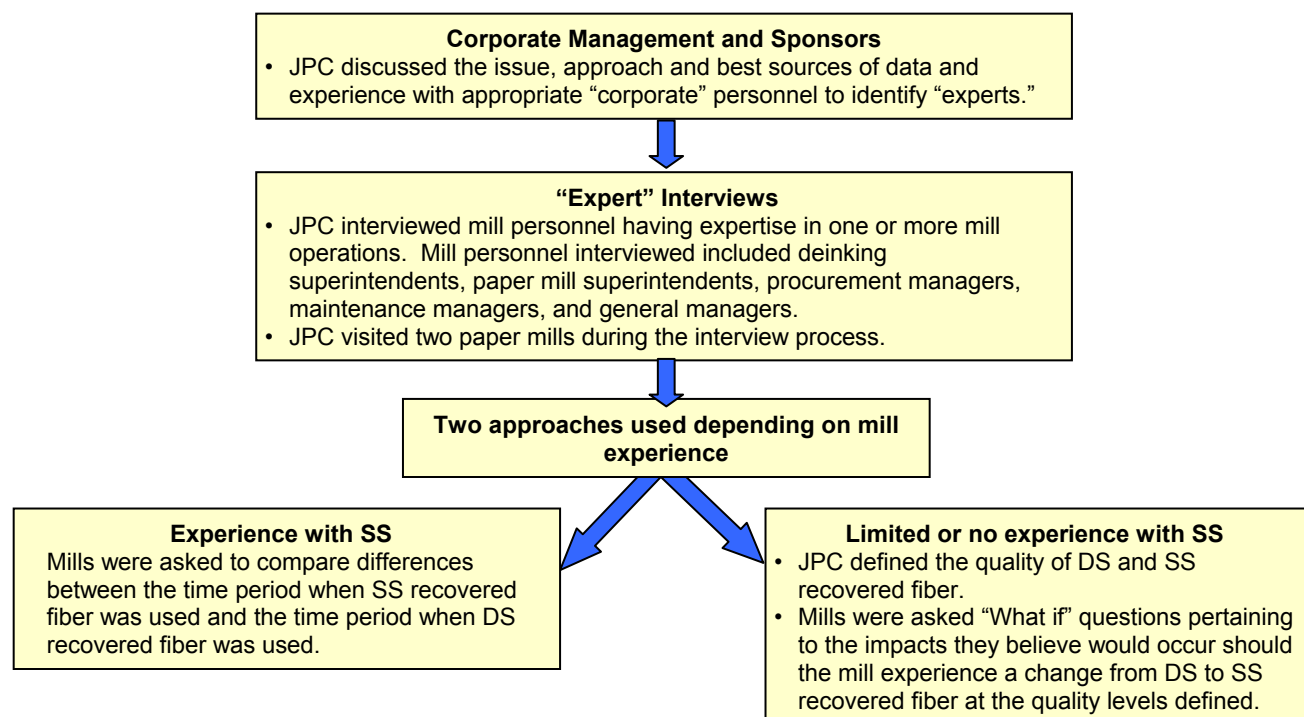 Corporate Management and Sponsors
• JPC discussed the issue, approach and best sources of data and
experience with appropriate “corporate” personnel to identify “experts.”
“Expert” Interviews
• JPC interviewed mill personnel having expertise in one or more mill
operations.  Mill personnel interviewed included deinking
superintendents, paper mill superintendents, procurement managers,
maintenance managers, and general managers.
• JPC visited two paper mills during the interview process.
Two approaches used depending on mill
experience
Experience with SS
Mills were asked to compare differences
between the time period when SS recovered
fiber was used and the time period when DS
recovered fiber was used.
Limited or no experience with SS
• JPC defined the quality of DS and SS
recovered fiber.
• Mills were asked “What if” questions pertaining
to the impacts they believe would occur should
the mill experience a change from DS to SS
recovered fiber at the quality levels defined.